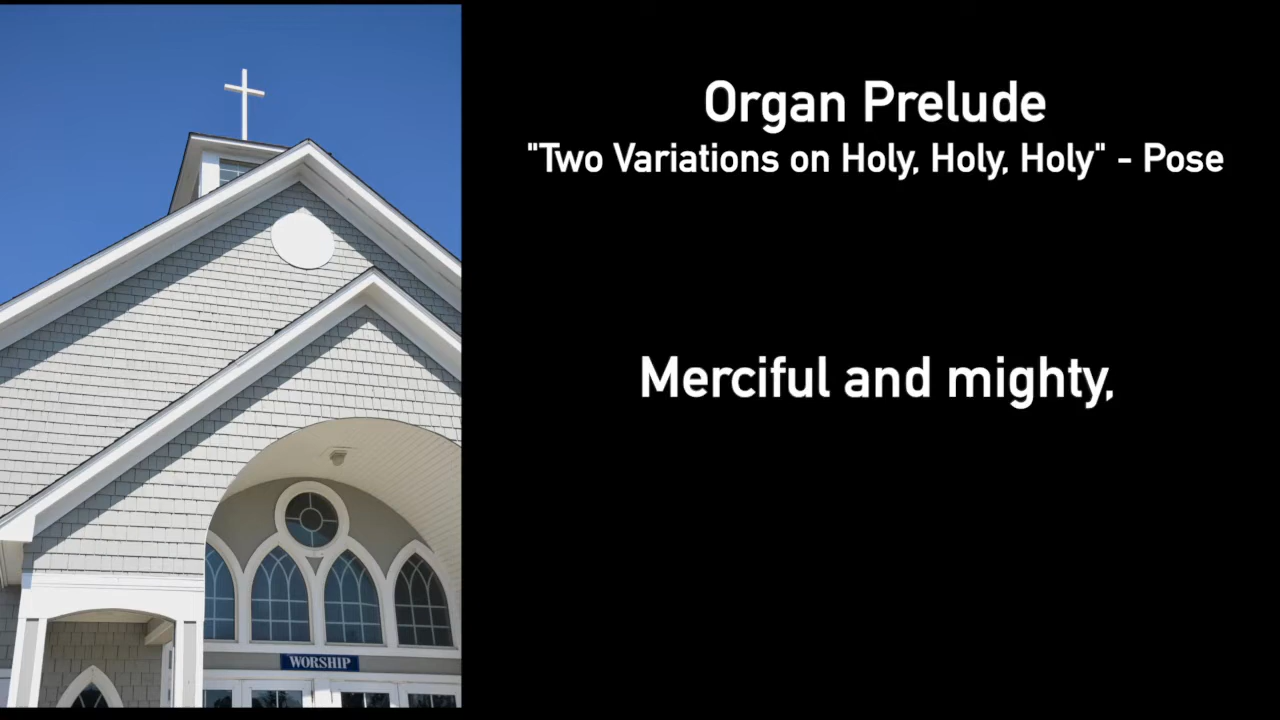 Organ Prelude
"Two Variations on Holy, Holy, Holy" - Pose
Merciful and mighty,
WORSHIP